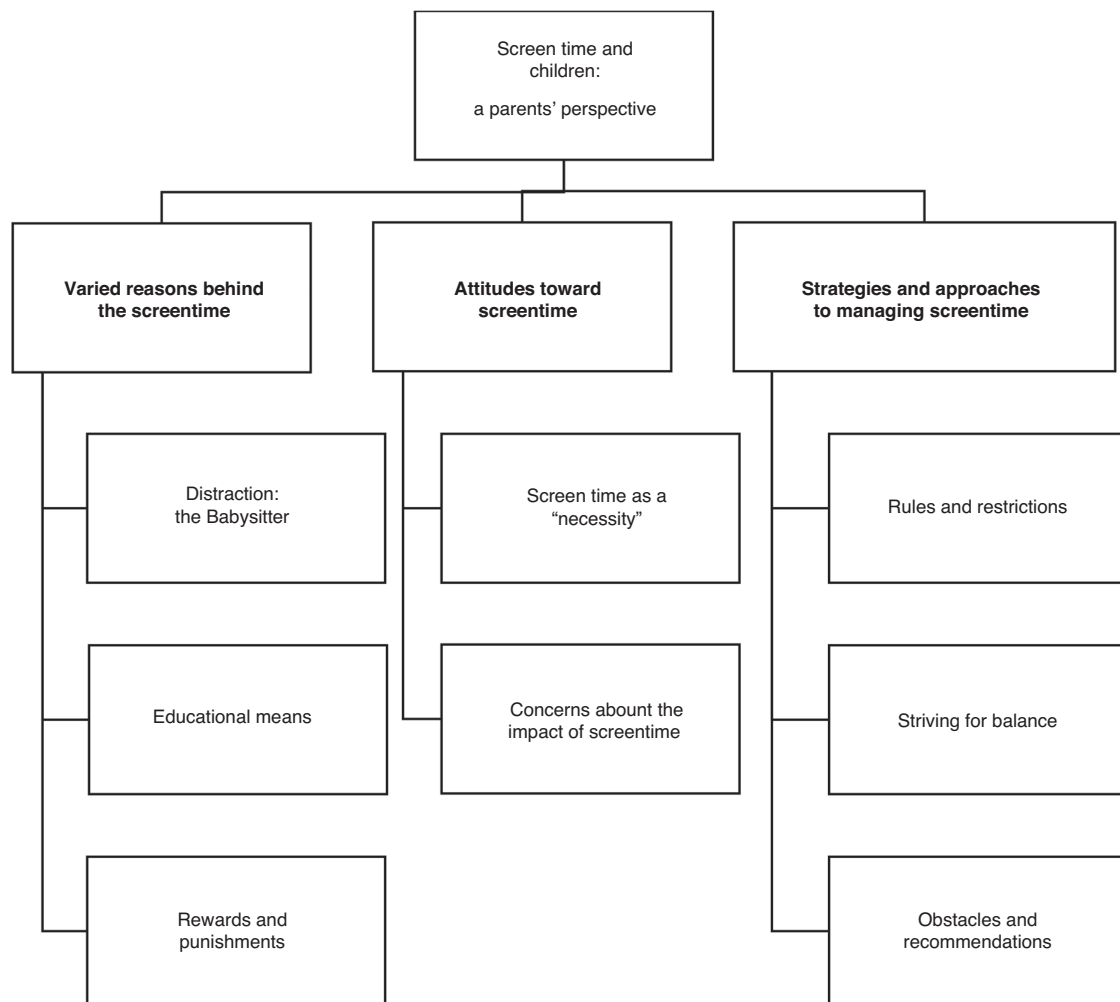 Screen time and
children:
a parents’ perspective
Varied reasons behind
the screentime
Attitudes toward
screentime
Strategies and approaches
to managing screentime
Distraction:
the Babysitter
Screen time as a
“necessity”
Rules and restrictions
Educational means
Concerns abount the
impact of screentime
Striving for balance
Rewards and
punishments
Obstacles and
recommendations